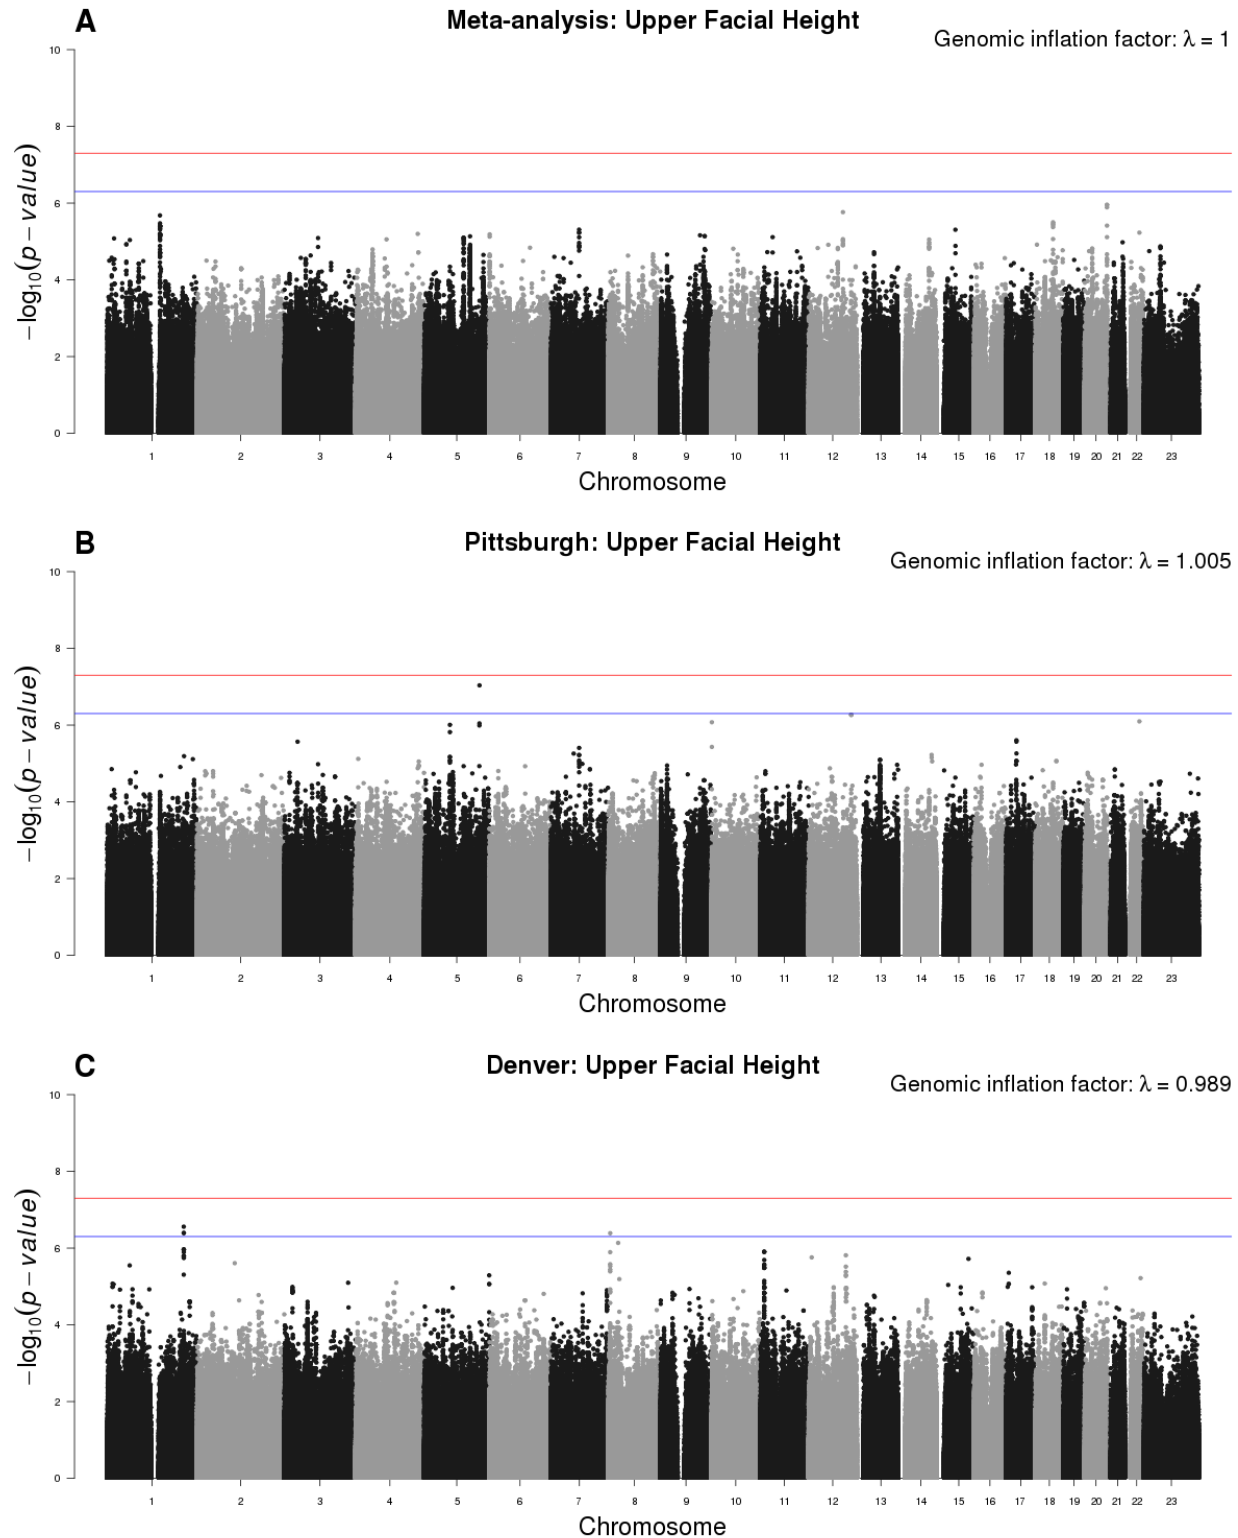 A
Meta-analysis: Upper Facial Height
Genomic inflation factor: λ = 1
10
8
6
4
2
0
−log10(p − value)
1 2 3 4 5 6 7 8 9 10 11 12 13 14 15 16 17 18 19 20 21 22 23
Chromosome
B
Pittsburgh: Upper Facial Height
Genomic inflation factor: λ = 1.005
10
8
6
4
2
0
−log10(p − value)
1 2 3 4 5 6 7 8 9 10 11 12 13 14 15 16 17 18 19 20 21 22 23
Chromosome
C
Denver: Upper Facial Height
Genomic inflation factor: λ = 0.989
10
8
6
4
2
0
−log10(p − value)
1 2 3 4 5 6 7 8 9 10 11 12 13 14 15 16 17 18 19 20 21 22 23
Chromosome